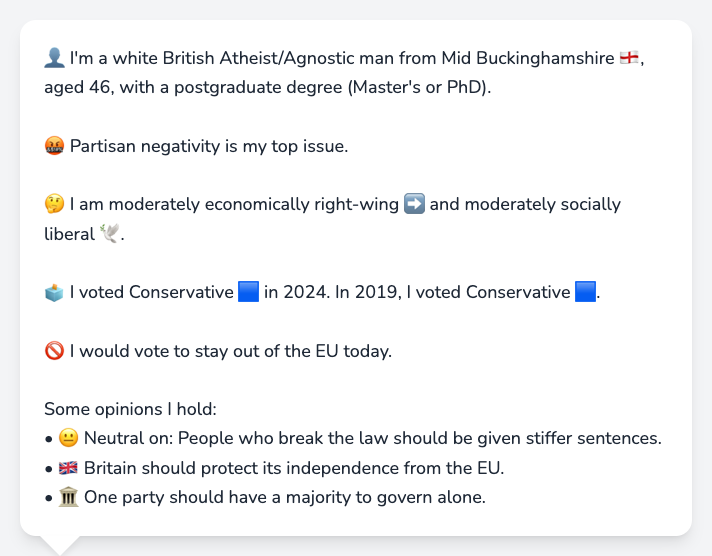 👤 I'm a white British Atheist/Agnostic man from Mid Buckinghamshire 🏴󠁧󠁢󠁥󠁮󠁧󠁿,
aged 46, with a postgraduate degree (Master's or PhD).
🤬 Partisan negativity is my top issue.
🤔 I am moderately economically right-wing ➡️ and moderately socially
liberal 🕊️.
🗳️ I voted Conservative 🟦 in 2024. In 2019, I voted Conservative 🟦.
🚫 I would vote to stay out of the EU today.
Some opinions I hold:
• 😐 Neutral on: People who break the law should be given stiffer sentences.
• 🇬🇧 Britain should protect its independence from the EU.
• 🏛️ One party should have a majority to govern alone.